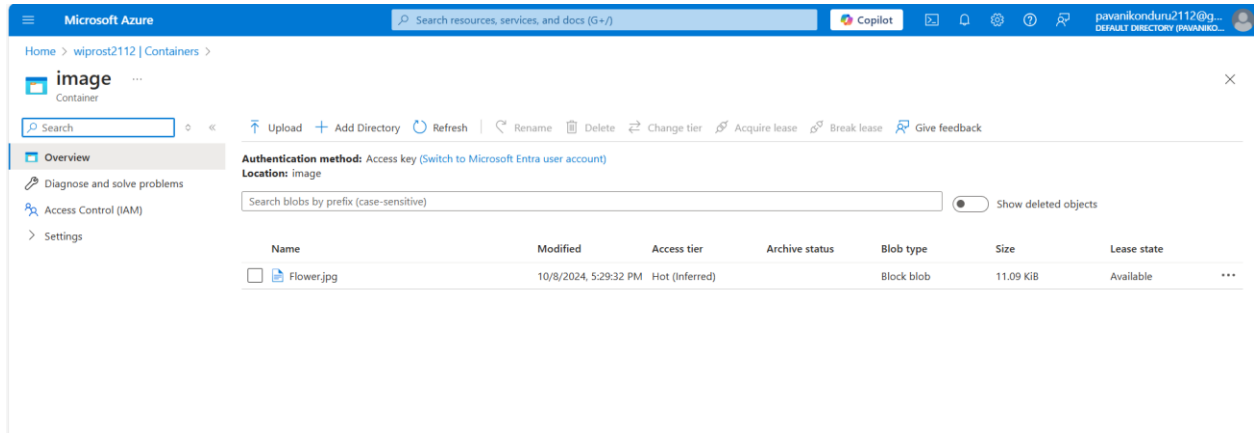 Microsoft Azure
Search resources, services, and docs (G+/)
Copilot
pavanikonduru2112@g...
DEFAULT DIRECTORY (PAVANIKO...
Home > wiprost2112 | Containers >
image ...
Container
Search
Upload + Add Directory Refresh Rename Delete Change tier Acquire lease Break lease Give feedback
Overview
Diagnose and solve problems
Access Control (IAM)
Settings
Authentication method: Access key (Switch to Microsoft Entra user account)
Location: image
Search blobs by prefix (case-sensitive)
Show deleted objects
Name Modified Access tier Archive status Blob type Size Lease state
Flower.jpg 10/8/2024, 5:29:32 PM Hot (Inferred) Block blob 11.09 KiB Available ...